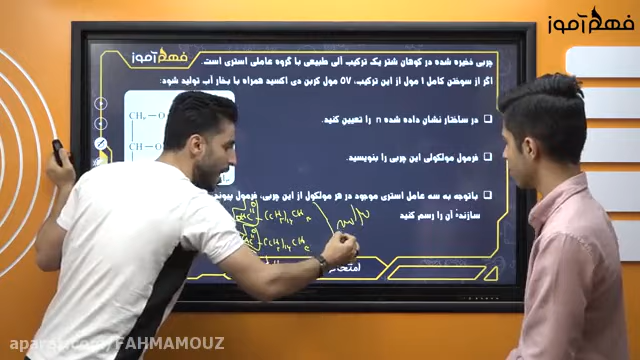 فهم‌آموز
فهم‌آموز
چربی ذخیره شده در کوهان شتر یک ترکیب آلی طبیعی با گروه عاملی استری است.
اگر از سوختن کامل ۱ مول از این ترکیب، ۵۷ مول کربن دی اکسید همراه با بخار آب تولید شود:
CH₂ — O
CH — O
❑ در ساختار نشان داده شده n را تعیین کنید.
❑ فرمول مولکولی این چربی را بنویسید.
❑ باتوجه به سه عامل استری موجود در هر مولکول از این چربی، فرمول پیوند
سازندهٔ آن را رسم کنید
aparat.com/FAHMAMOUZ